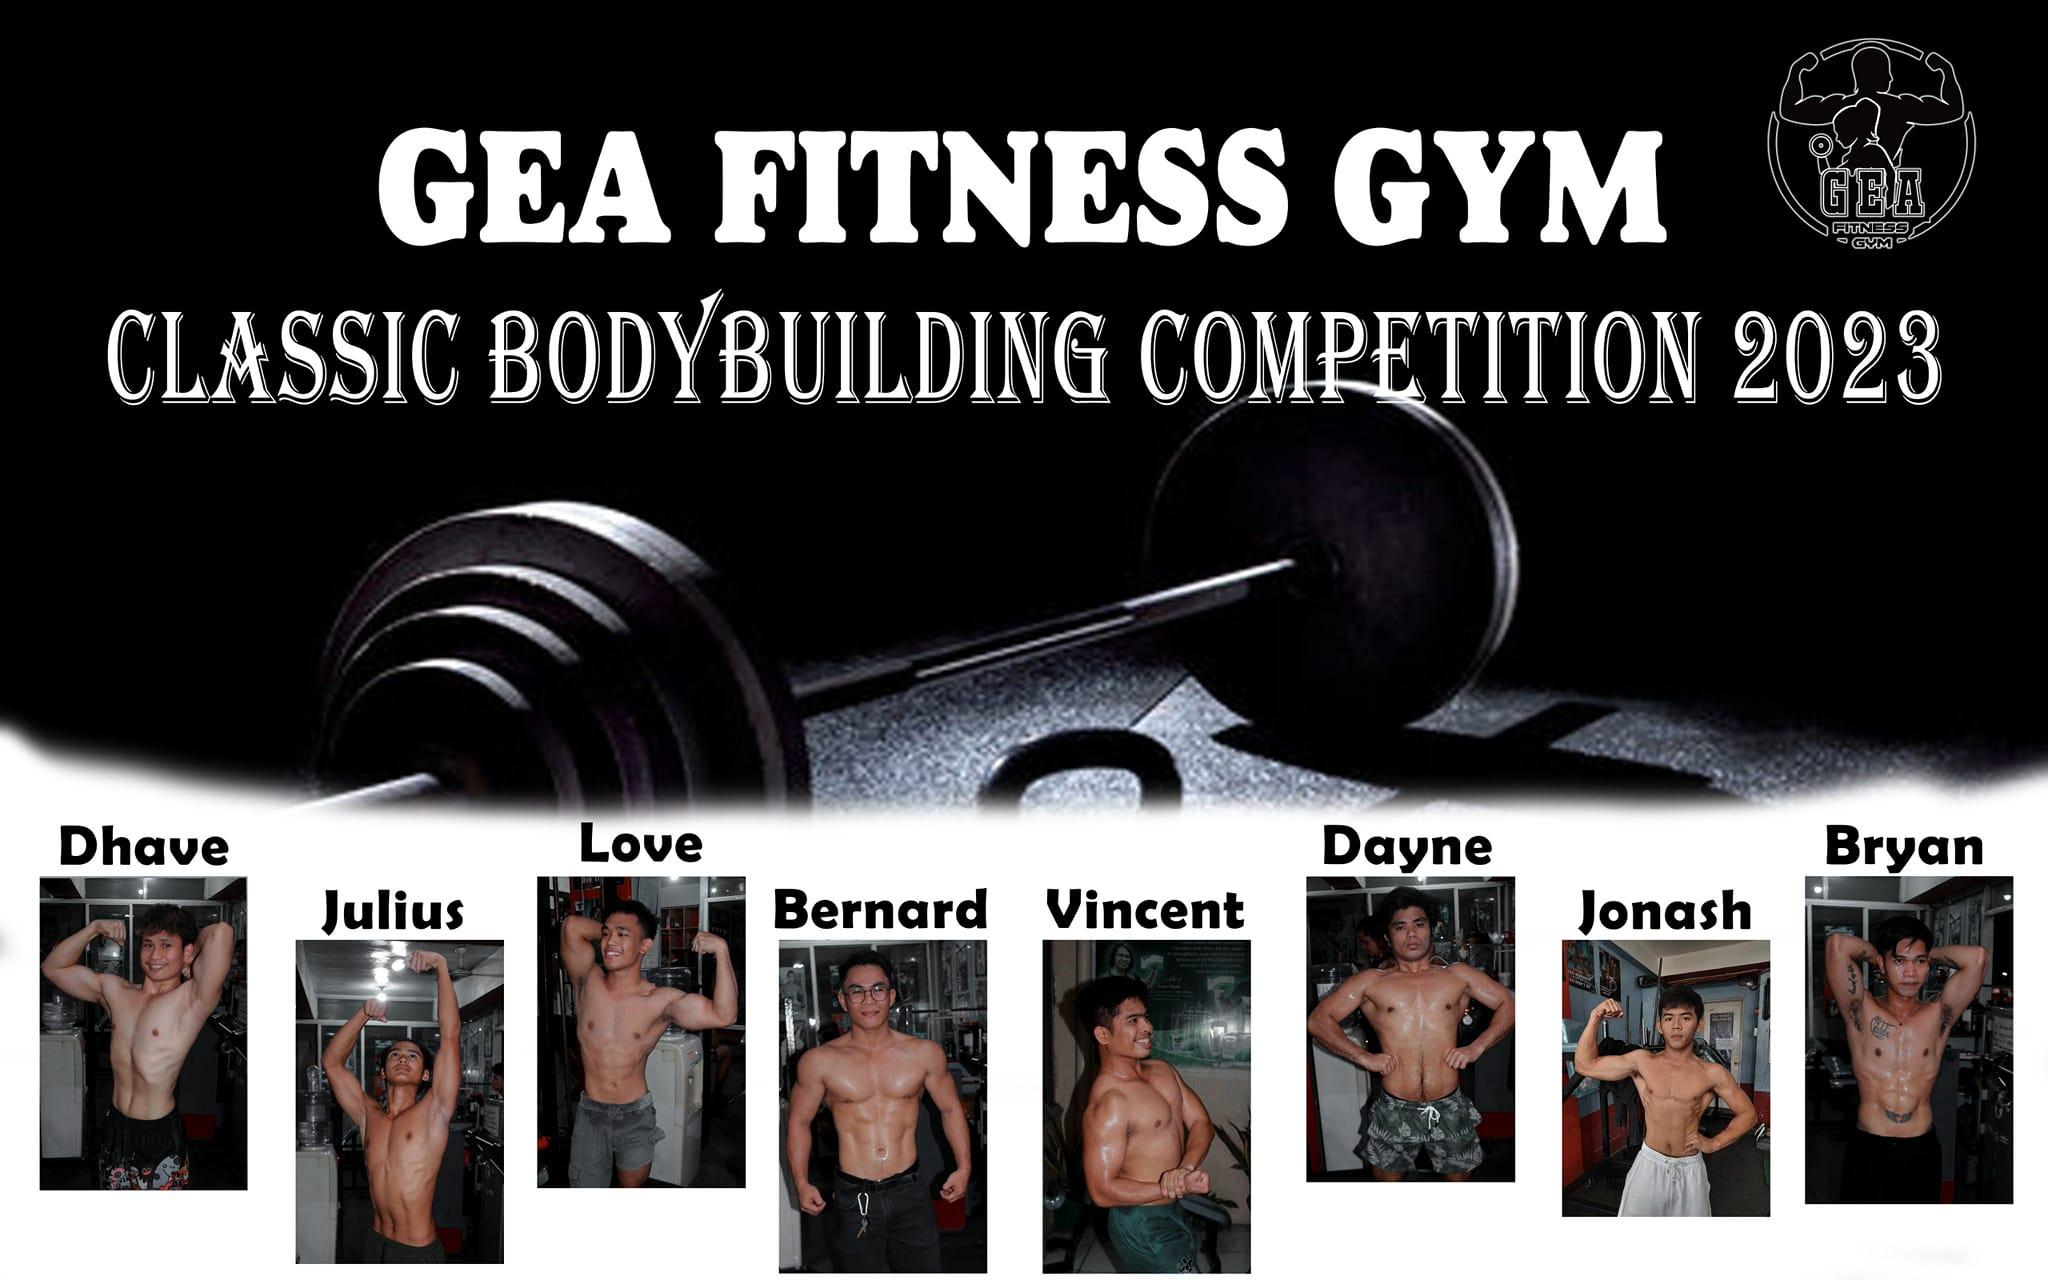 GEA FITNESS GYM
CLASSIC BODYBUILDING COMPETITION 2023
GEA
FITNESS
GYM
Dhave
Julius
Love
Bernard
Vincent
Dayne
Jonash
Bryan